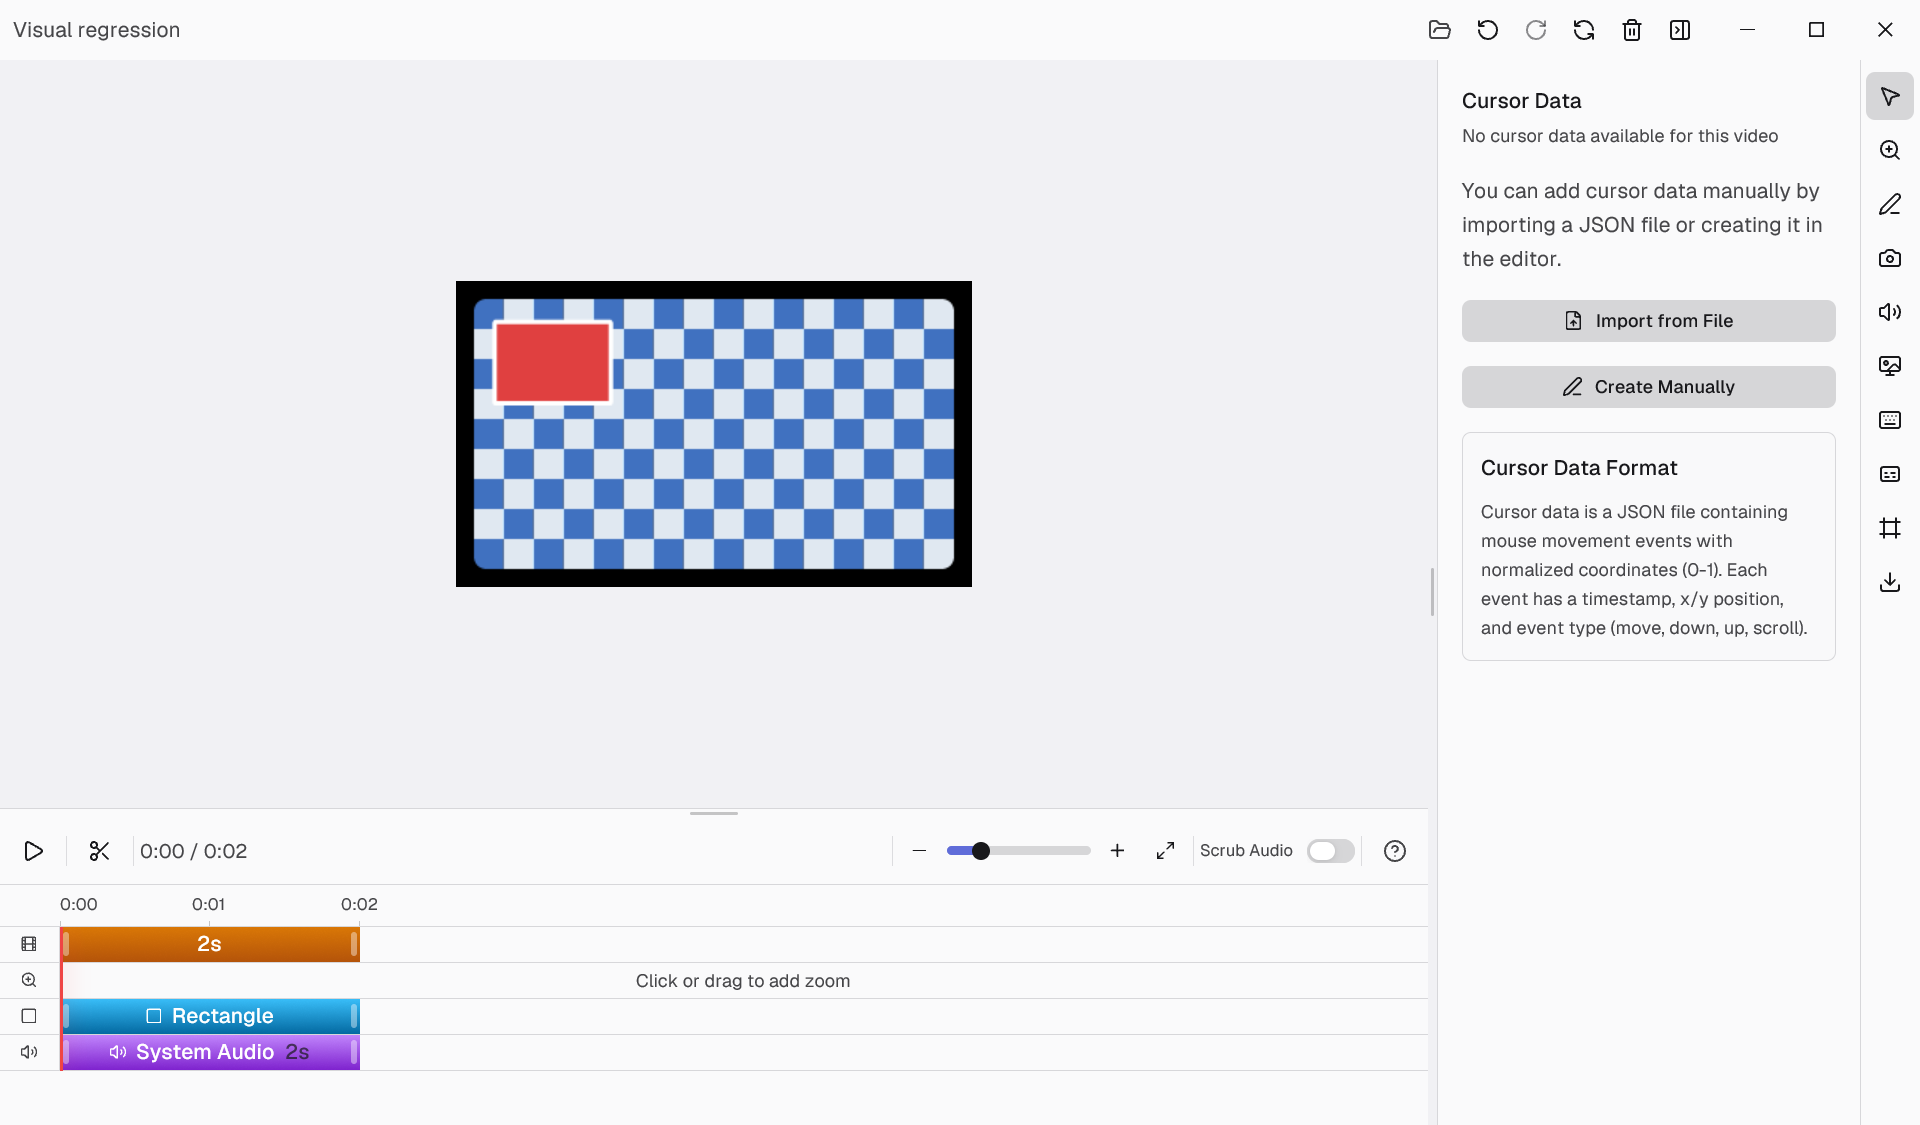 Visual regression
Cursor Data
No cursor data available for this video
You can add cursor data manually by
importing a JSON file or creating it in
the editor.
Import from File
Create Manually
Cursor Data Format
Cursor data is a JSON file containing
mouse movement events with
normalized coordinates (0-1). Each
event has a timestamp, x/y position,
and event type (move, down, up, scroll).
0:00 / 0:02
Scrub Audio
0:00 0:01 0:02
2s
Click or drag to add zoom
Rectangle
System Audio 2s